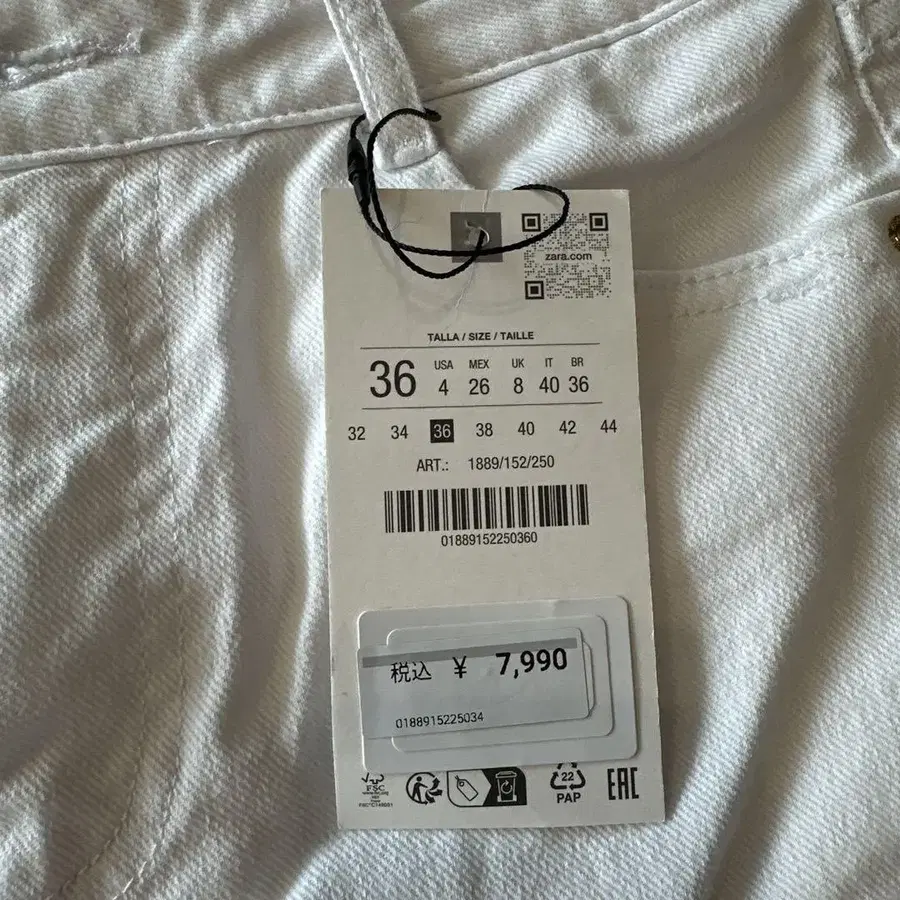 zara.com
TALLA / SIZE / TAILLE
36 USA 4 MEX 26 UK 8 IT 40 BR 36
32 34 36 38 40 42 44
ART.: 1889/152/250
01889152250360
税込 ¥ 7,990
0188915225034
FSC
22
PAP
EAC